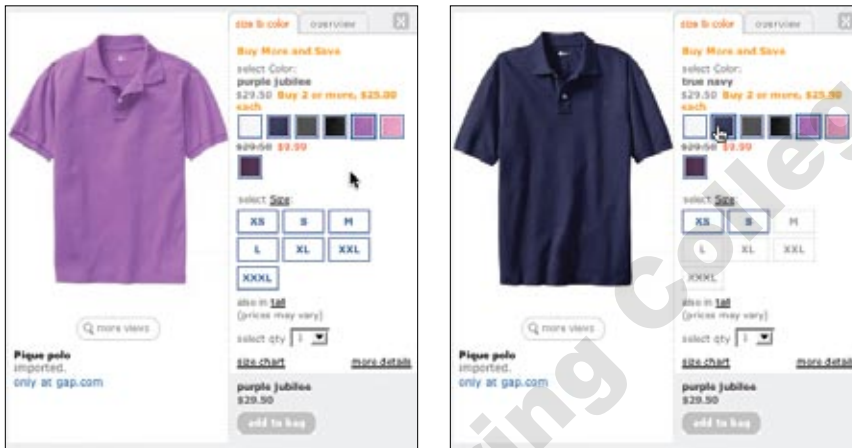 size & color
overview
Buy More and Save
select Color:
purple jubilee
$29.50 Buy 2 or more, $25.00
each
$29.50 $9.99
select Size:
XS S M
L XL XXL
XXXL
also in tall
(prices may vary)
more views
select qty 1
Pique polo
imported.
only at gap.com
size chart
more details
purple jubilee
$29.50
add to bag
size & color
overview
Buy More and Save
select Color:
true navy
$29.50 Buy 2 or more, $25.00
each
$29.50 $9.99
select Size:
XS S M
L XL XXL
XXXL
also in tall
(prices may vary)
more views
select qty 1
Pique polo
imported.
only at gap.com
size chart
more details
purple jubilee
$29.50
add to bag